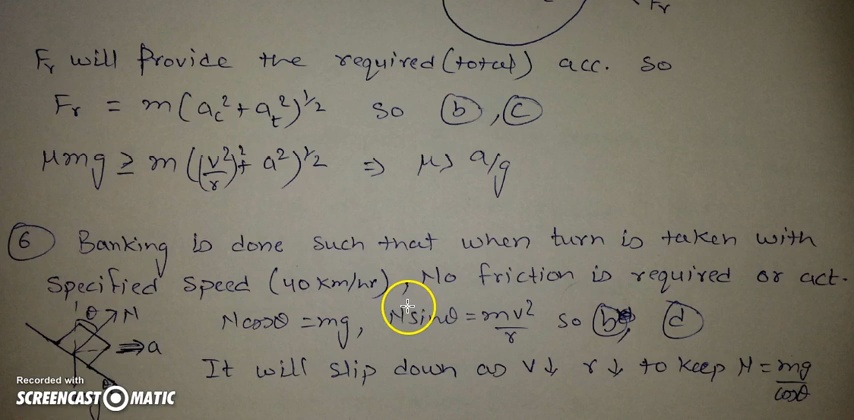 Fr
Fr will provide the required (total) acc. so
Fr = m(ac² + at²)^1/2 so (b), (c)
μmg ≥ m((v²/r)² + a²)^1/2 ⇒ μ > a/g
(6) Banking is done such that when turn is taken with
specified speed (40 km/hr), No friction is required or act.
Ncosθ = mg, Nsinθ = mv²/r so (b) (d)
θ N
⇒a
It will slip down as v↓ r↓ to keep N = mg/cosθ
θ
Recorded with
SCREENCAST-O-MATIC